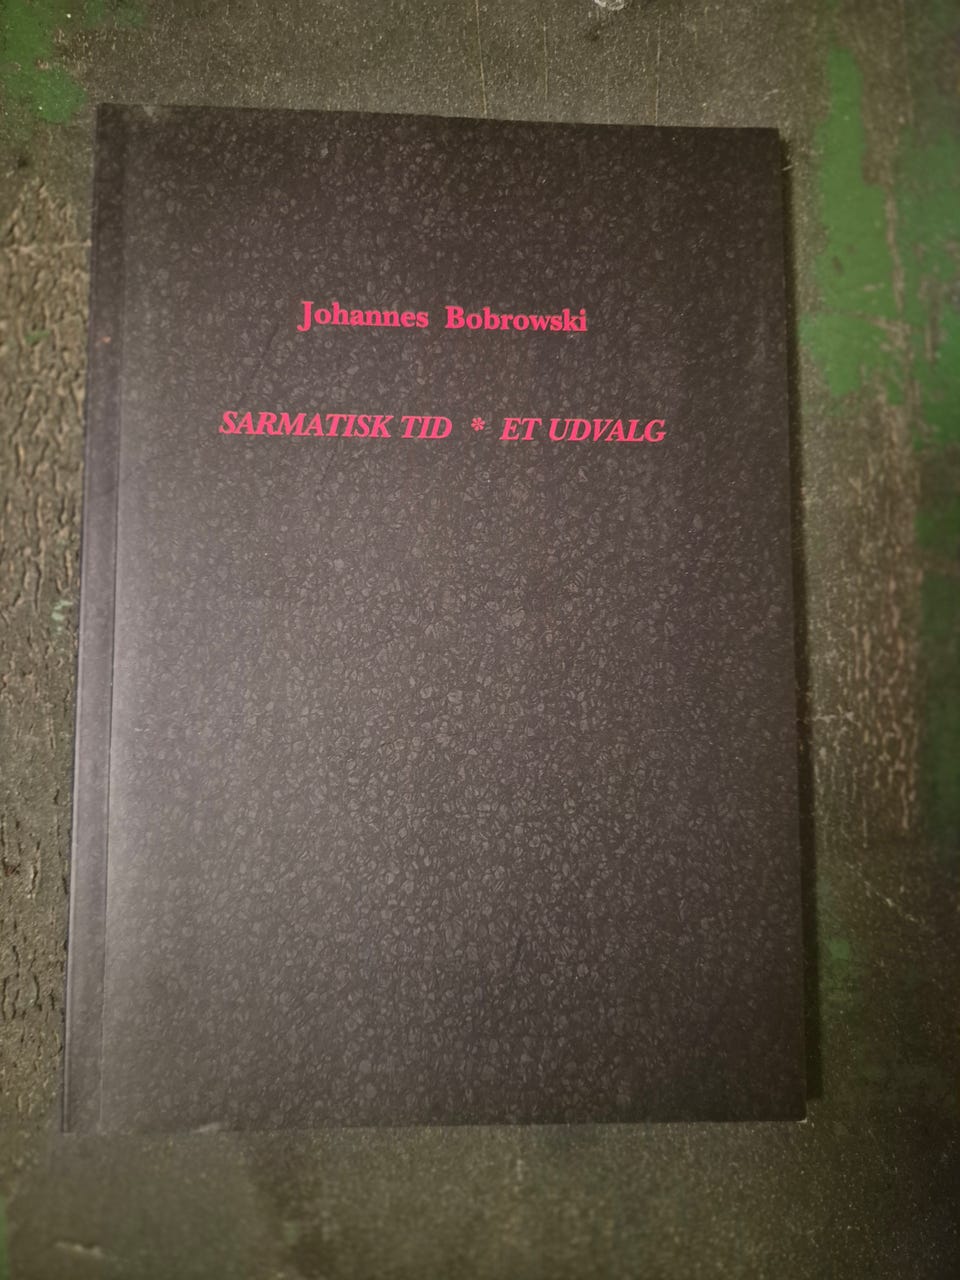 Johannes Bobrowski
SARMATISK TID * ET UDVALG